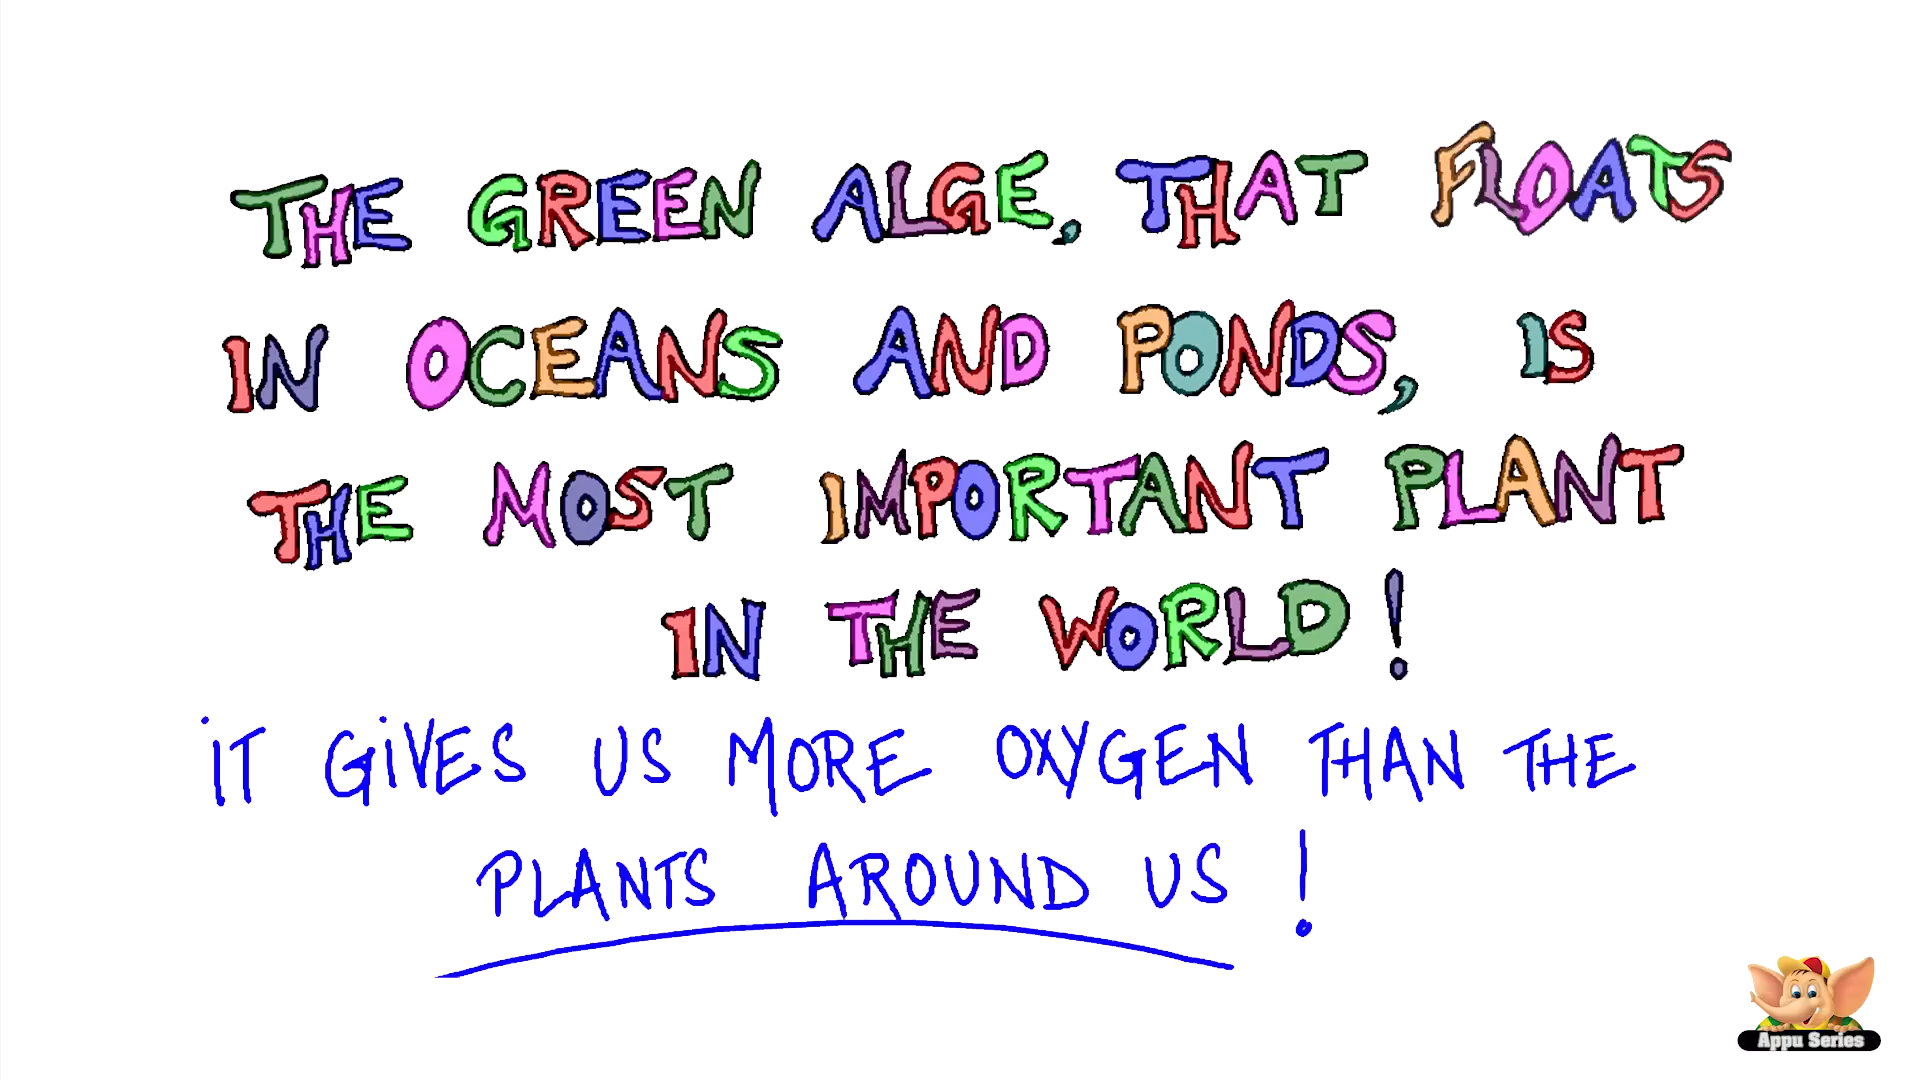 THE GREEN ALGE, THAT FLOATS
IN OCEANS AND PONDS, IS
THE MOST IMPORTANT PLANT
IN THE WORLD!
IT GIVES US MORE OXYGEN THAN THE
PLANTS AROUND US!
Appu Series